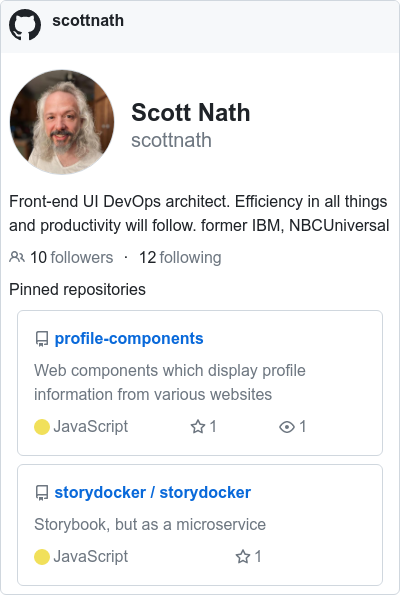 scottnath
Scott Nath
scottnath
Front-end UI DevOps architect. Efficiency in all things
and productivity will follow. former IBM, NBCUniversal
10 followers · 12 following
Pinned repositories
profile-components
Web components which display profile
information from various websites
JavaScript 1 1
storydocker / storydocker
Storybook, but as a microservice
JavaScript 1